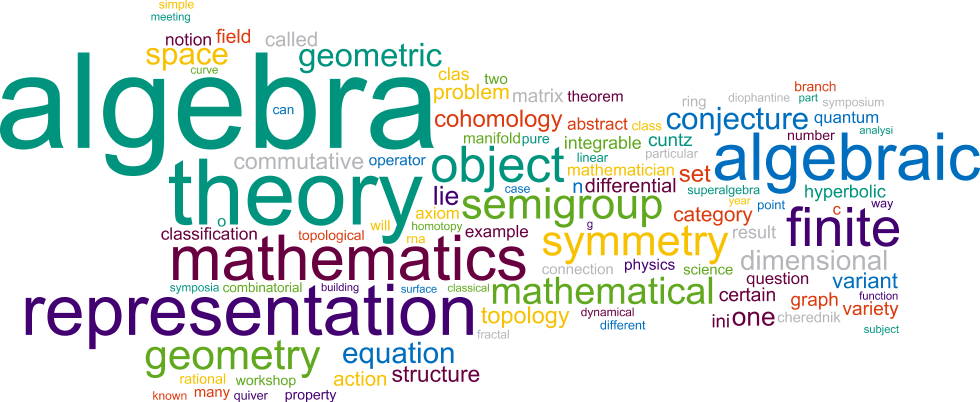 simple
meeting
notion field called
space geometric
curve
algebra
can
clas two
problem matrix theorem
cohomology abstract class
manifold pure integrable cuntz
ring diophantine part symposium
branch
conjecture quantum
number analysi
commutative operator object linear mathematician particular
algebraic
theory
o
lie n differential set superalgebra hyperbolic
case
semigroup category year point c way
axiom will homotopy
rna example g
classification topological
symmetry result finite
mathematics
connection physics science dimensional
symposia combinatorial building surface classical
mathematical question variant
certain graph function
representation
topology dynamical different ini one cherednik variety
fractal subject
geometry equation
rational workshop action structure
known many quiver property